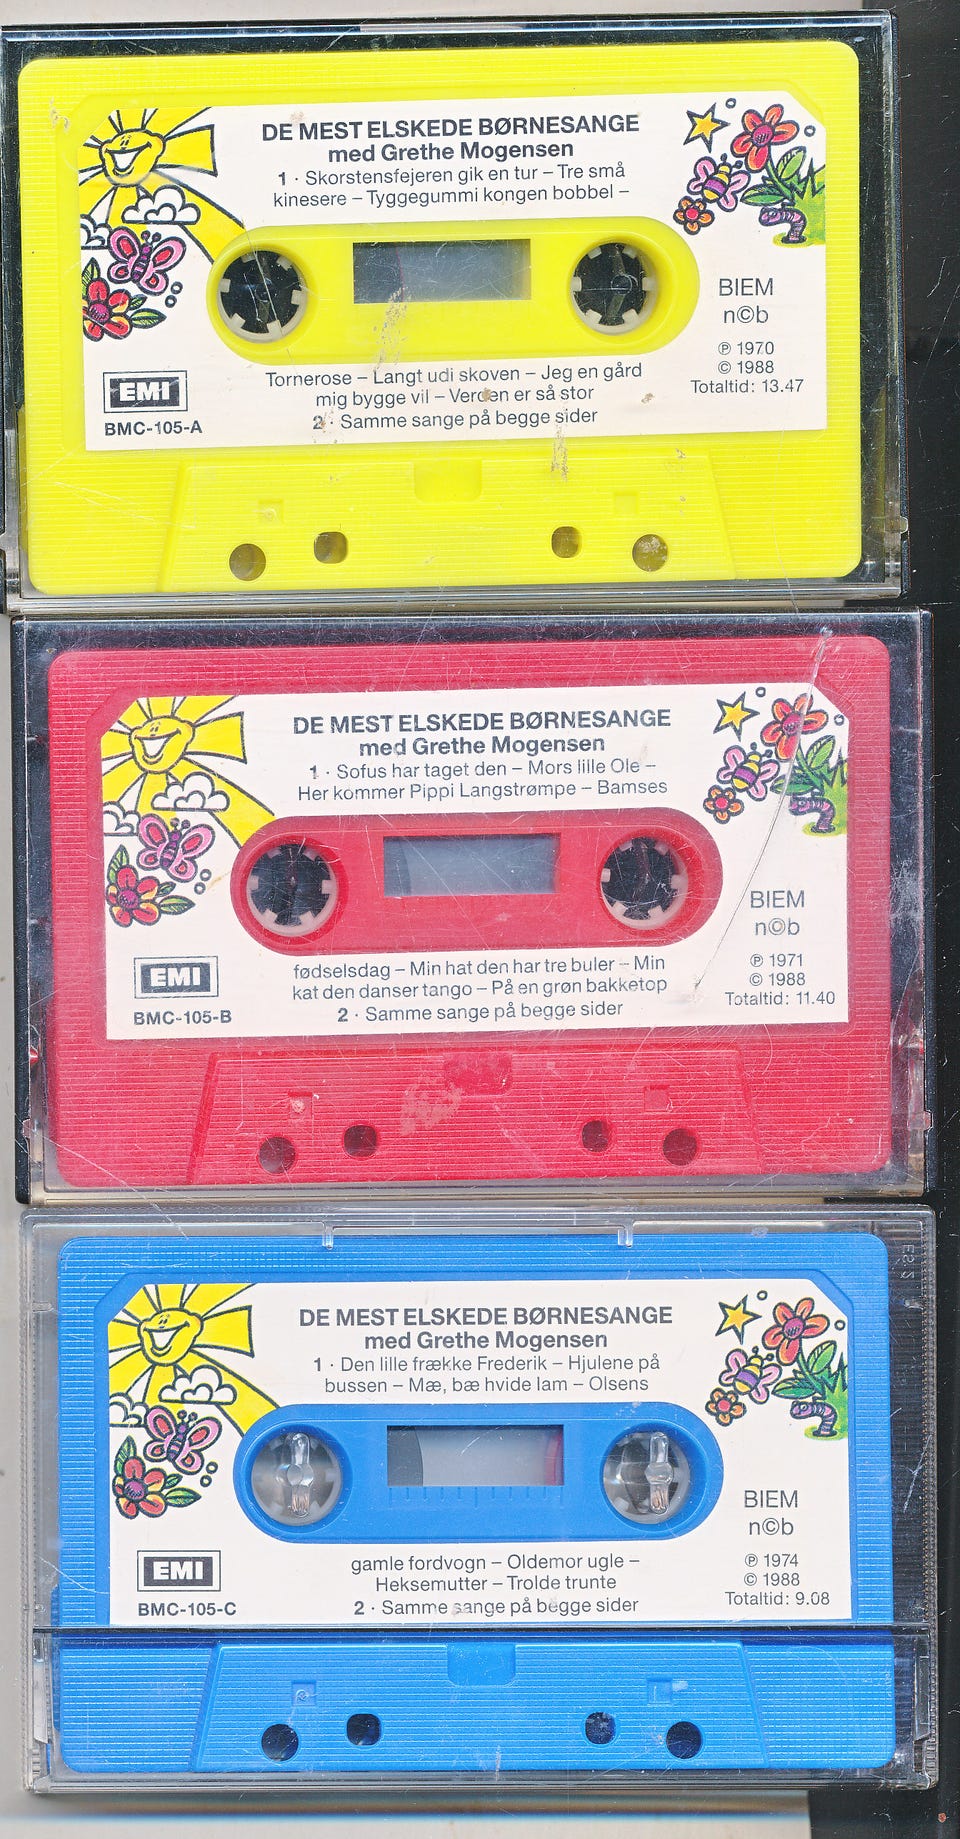 DE MEST ELSKEDE BØRNESANGE
med Grethe Mogensen
1 · Skorstensfejeren gik en tur – Tre små
kinesere – Tyggegummi kongen bobbel –
BIEM
n©b
℗ 1970
© 1988
Totaltid: 13.47
Tornerose – Langt udi skoven – Jeg en gård
mig bygge vil – Verden er så stor
2 · Samme sange på begge sider
EMI
BMC-105-A
DE MEST ELSKEDE BØRNESANGE
med Grethe Mogensen
1 · Sofus har taget den – Mors lille Ole –
Her kommer Pippi Langstrømpe – Bamses
BIEM
n©b
℗ 1971
© 1988
Totaltid: 11.40
fødselsdag – Min hat den har tre buler – Min
kat den danser tango – På en grøn bakketop
2 · Samme sange på begge sider
EMI
BMC-105-B
DE MEST ELSKEDE BØRNESANGE
med Grethe Mogensen
1 · Den lille frække Frederik – Hjulene på
bussen – Mæ, bæ hvide lam – Olsens
BIEM
n©b
℗ 1974
© 1988
Totaltid: 9.08
gamle fordvogn – Oldemor ugle –
Heksemutter – Trolde trunte
2 · Samme sange på begge sider
EMI
BMC-105-C